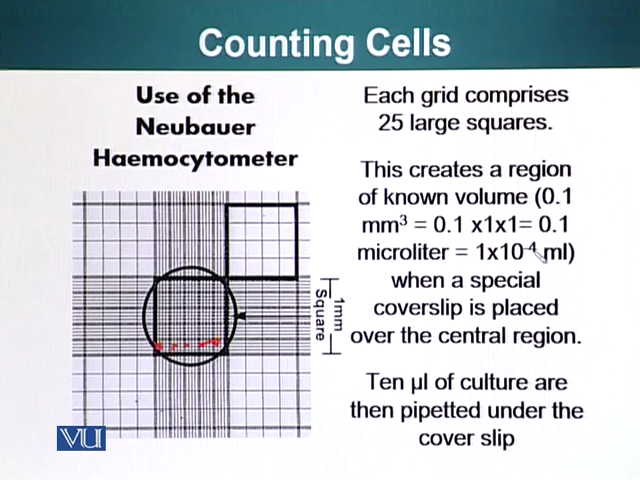 Counting Cells
Use of the
Neubauer
Haemocytometer
1mm
Square
VU
Each grid comprises
25 large squares.
This creates a region
of known volume (0.1
mm³ = 0.1 x1x1= 0.1
microliter = 1x10⁻⁴ ml)
when a special
coverslip is placed
over the central region.
Ten µl of culture are
then pipetted under the
cover slip